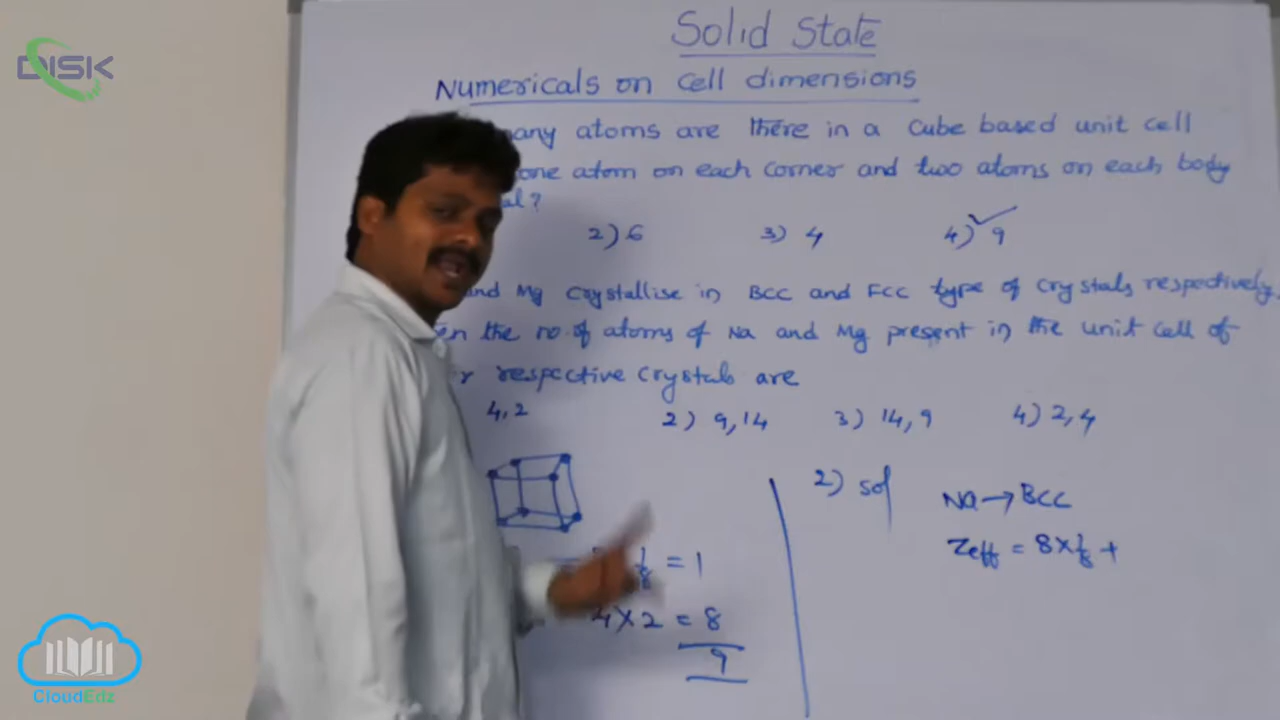 DISK
Solid State
Numericals on cell dimensions
many atoms are there in a cube based unit cell
one atom on each corner and two atoms on each body
al?
2) 6 3) 4 4) 9
and Mg crystallise in BCC and FCC type of crystals respectively,
the no. of atoms of Na and Mg present in the unit cell of
respective crystals are
4,2 2) 9,14 3) 14,9 4) 2,4
2) sol
Na → BCC
Zeff = 8 × 1/8 +
1/8 = 1
4 × 2 = 8
9
CloudEdz